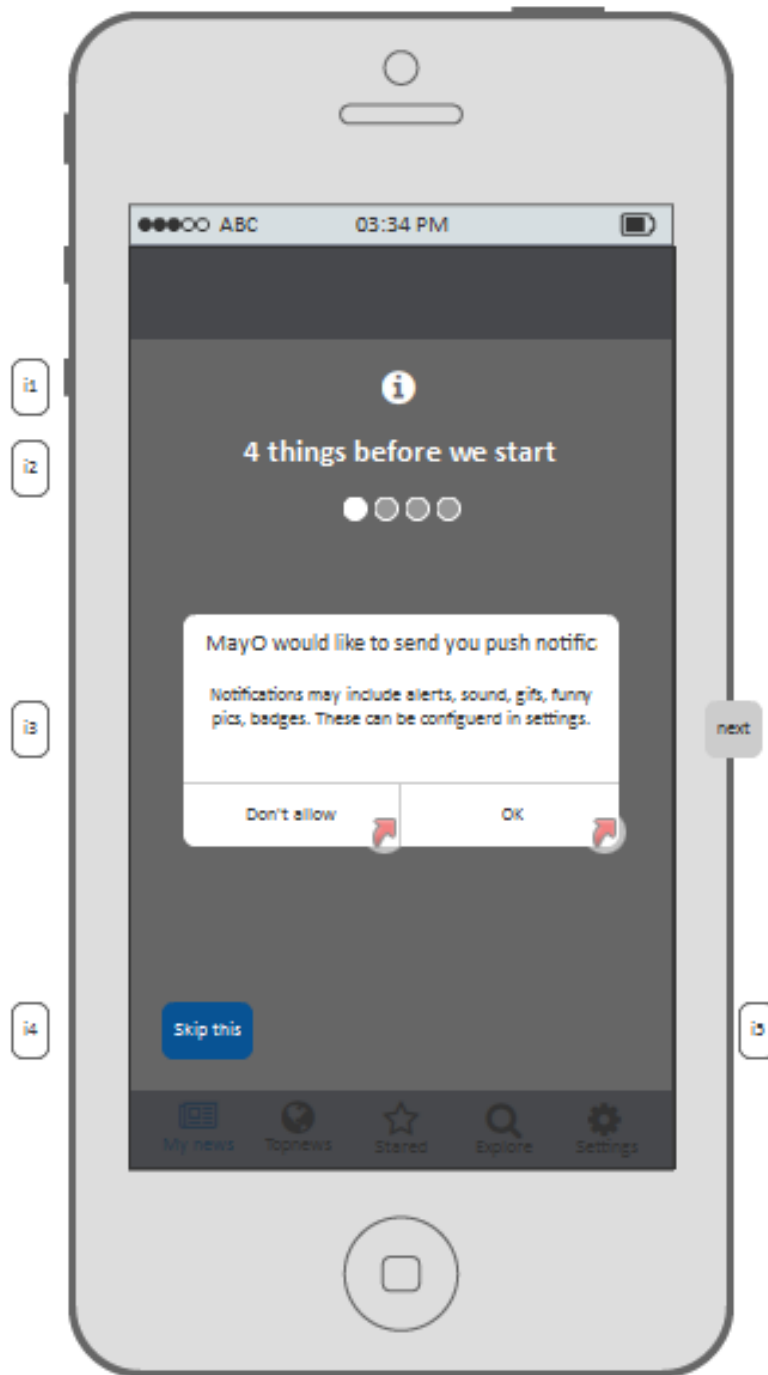 ABC 03:34 PM
i1
4 things before we start
i2
MayO would like to send you push notific
Notifications may include alerts, sound, gifs, funny
pics, badges. These can be configuerd in settings.
i3
next
Don't allow OK
i4
Skip this
My news Topnews Stared Explore Settings